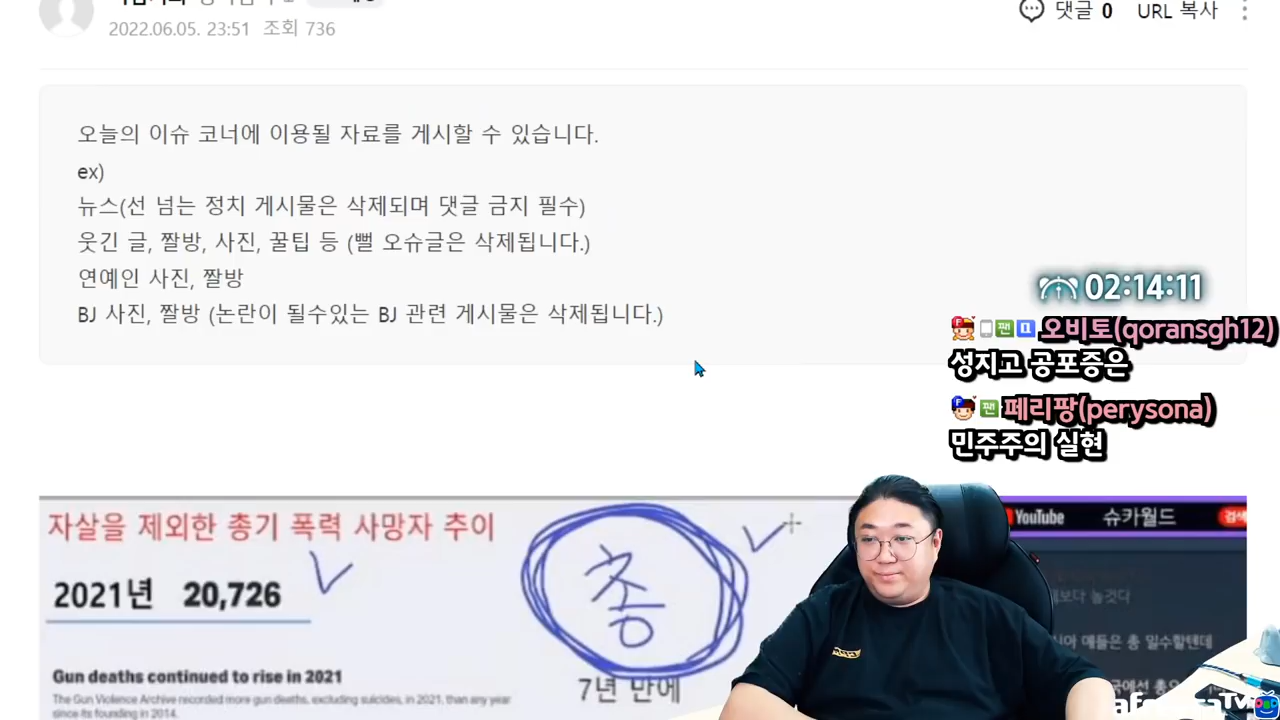 2022.06.05. 23:51 조회 736
댓글 0 URL 복사
오늘의 이슈 코너에 이용될 자료를 게시할 수 있습니다.
ex)
뉴스(선 넘는 정치 게시물은 삭제되며 댓글 금지 필수)
웃긴 글, 짤방, 사진, 꿀팁 등 (뻘 오슈글은 삭제됩니다.)
연예인 사진, 짤방
BJ 사진, 짤방 (논란이 될수있는 BJ 관련 게시물은 삭제됩니다.)
02:14:11
오비토(qoransgh12)
성지고 공포증은
페리팡(perysona)
민주주의 실현
자살을 제외한 총기 폭력 사망자 추이
2021년 20,726
총
YouTube 슈카월드
Gun deaths continued to rise in 2021
The Gun Violence Archive recorded more gun deaths, excluding suicides, in 2021, than any year
since its founding in 2014.
7년 만에